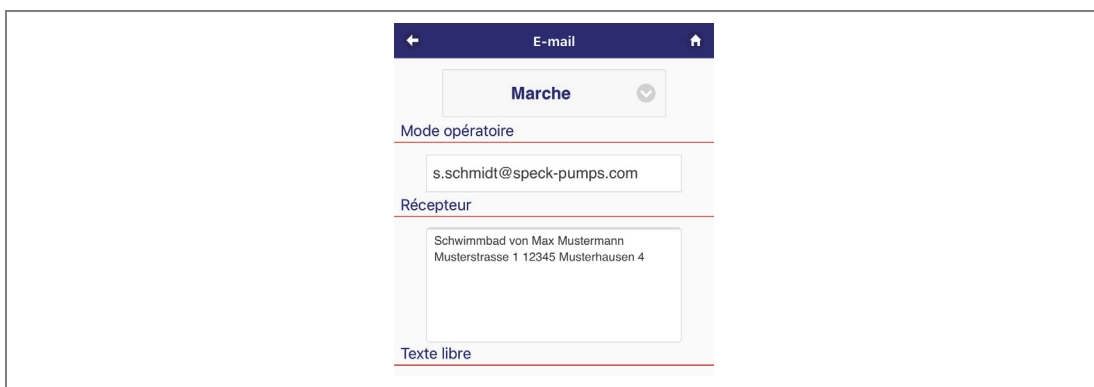 E-mail
Marche
Mode opératoire
s.schmidt@speck-pumps.com
Récepteur
Schwimmbad von Max Mustermann
Musterstrasse 1 12345 Musterhausen 4
Texte libre